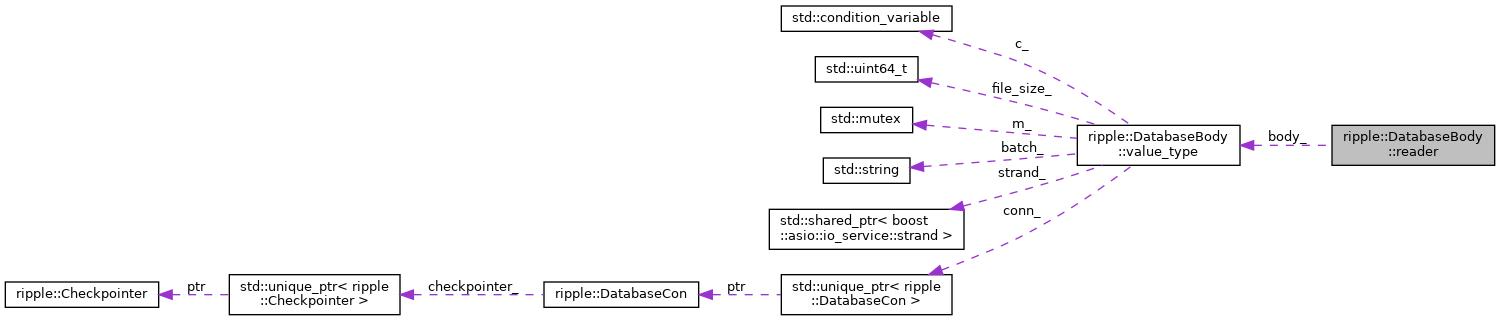 std::condition_variable
c_
std::uint64_t
file_size_
std::mutex
m_
ripple::DatabaseBody
::value_type
body_
ripple::DatabaseBody
::reader
batch_
std::string
strand_
std::shared_ptr< boost
::asio::io_service::strand >
conn_
ripple::Checkpointer
ptr
std::unique_ptr< ripple
::Checkpointer >
checkpointer_
ripple::DatabaseCon
ptr
std::unique_ptr< ripple
::DatabaseCon >